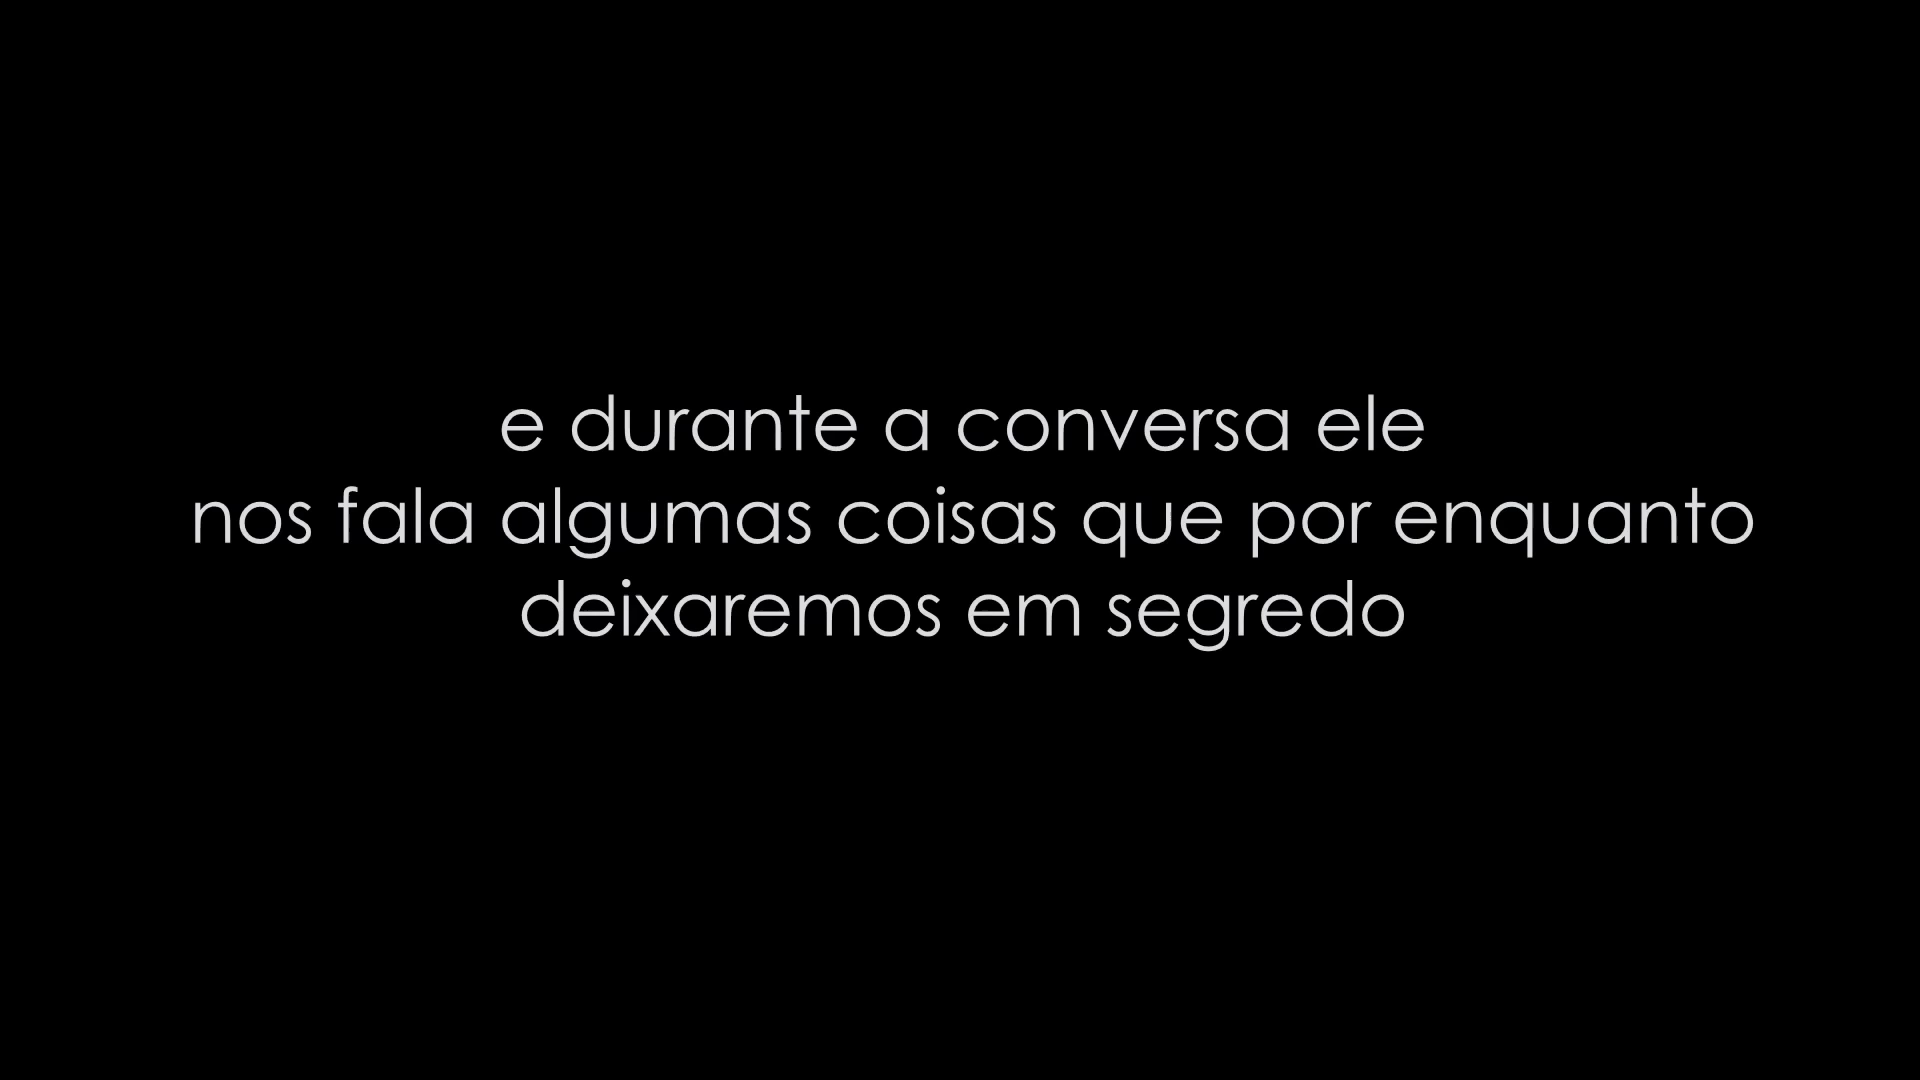 e durante a conversa ele
nos fala algumas coisas que por enquanto
deixaremos em segredo